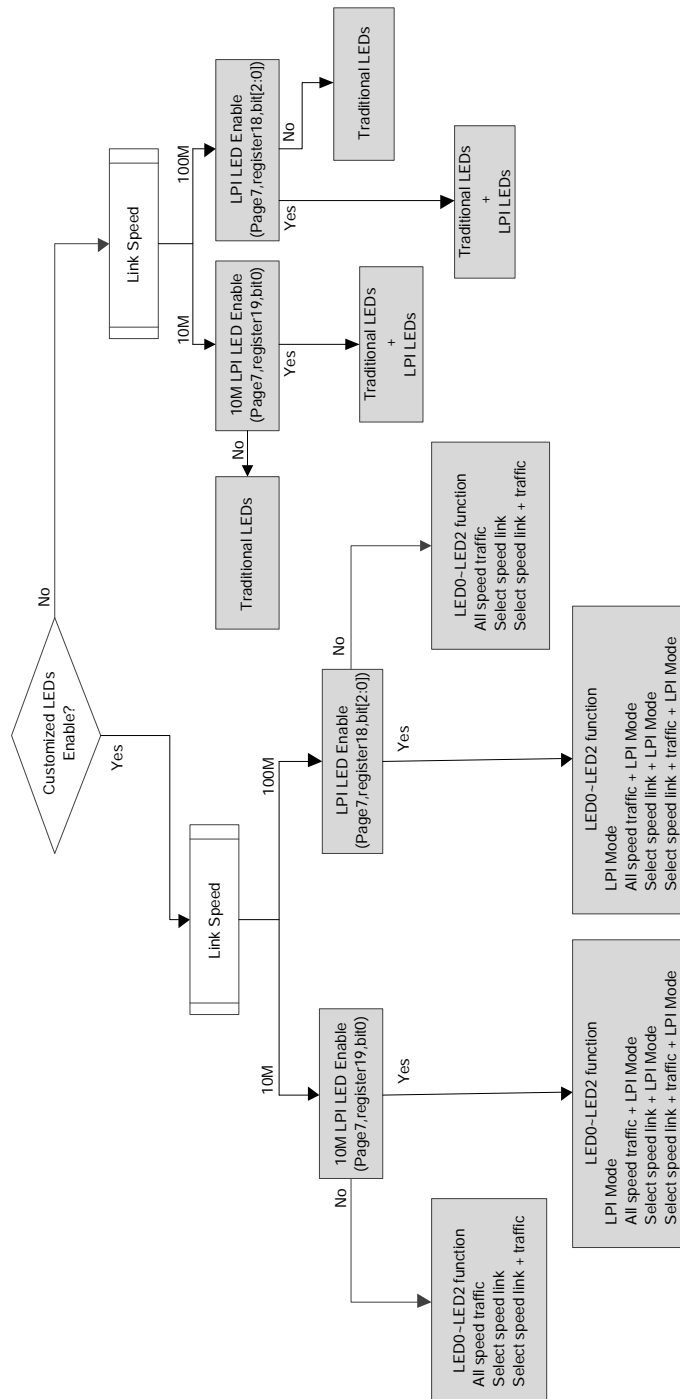 Customized LEDs
Enable?
Yes
No
Link Speed
10M
100M
10M LPI LED Enable
(Page7,register19,bit0)
No
Yes
LED0~LED2 function
All speed traffic
Select speed link
Select speed link + traffic
LED0~LED2 function
LPI Mode
All speed traffic + LPI Mode
Select speed link + LPI Mode
Select speed link + traffic + LPI Mode
LPI LED Enable
(Page7,register18,bit[2:0])
Yes
No
LED0~LED2 function
LPI Mode
All speed traffic + LPI Mode
Select speed link + LPI Mode
Select speed link + traffic + LPI Mode
LED0~LED2 function
All speed traffic
Select speed link
Select speed link + traffic
Link Speed
10M
100M
10M LPI LED Enable
(Page7,register19,bit0)
No
Yes
Traditional LEDs
Traditional LEDs
+
LPI LEDs
LPI LED Enable
(Page7,register18,bit[2:0])
Yes
No
Traditional LEDs
+
LPI LEDs
Traditional LEDs